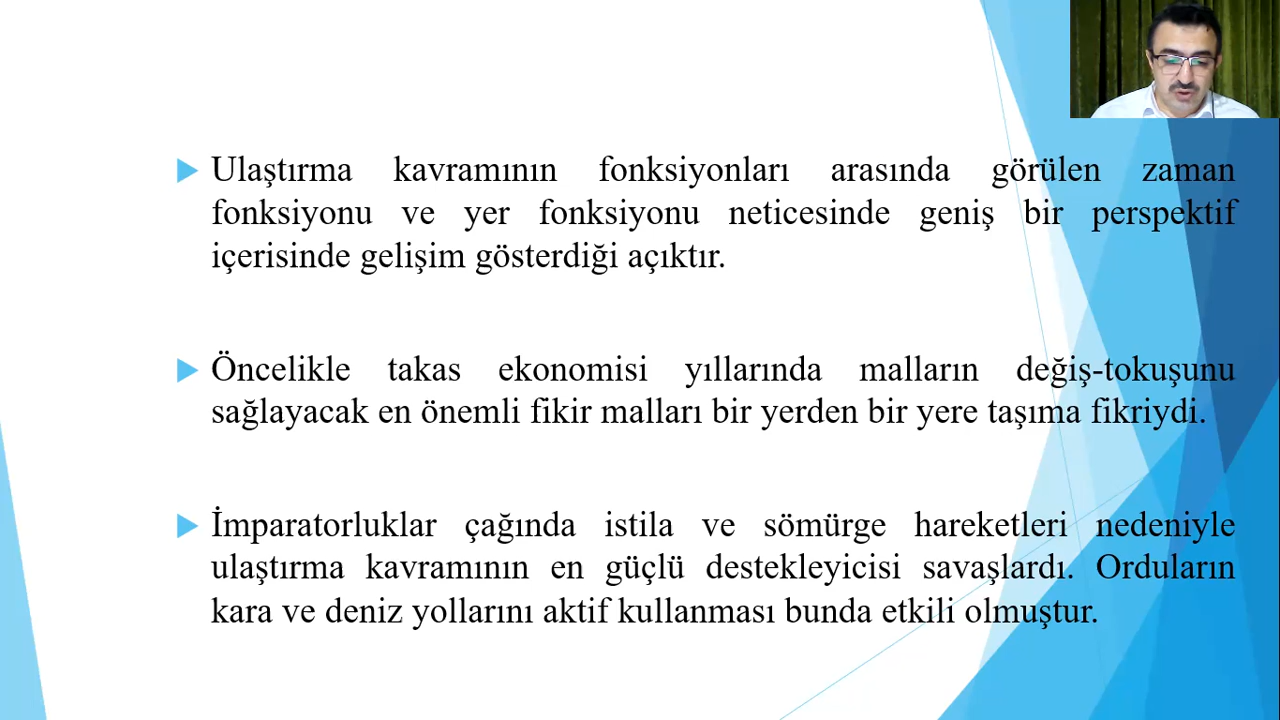 Ulaştırma kavramının fonksiyonları arasında görülen zaman
fonksiyonu ve yer fonksiyonu neticesinde geniş bir perspektif
içerisinde gelişim gösterdiği açıktır.
Öncelikle takas ekonomisi yıllarında malların değiş-tokuşunu
sağlayacak en önemli fikir malları bir yerden bir yere taşıma fikriydi.
İmparatorluklar çağında istila ve sömürge hareketleri nedeniyle
ulaştırma kavramının en güçlü destekleyicisi savaşlardı. Orduların
kara ve deniz yollarını aktif kullanması bunda etkili olmuştur.